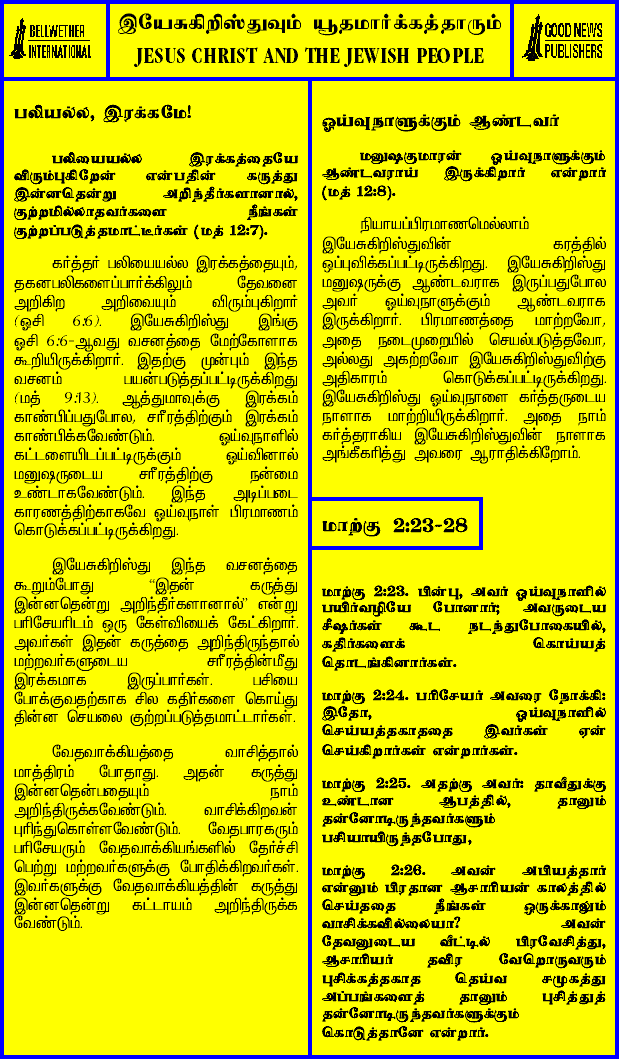 BELLWETHER
INTERNATIONAL
இயேசுகிறிஸ்துவும் யூதமார்க்கத்தாரும்
JESUS CHRIST AND THE JEWISH PEOPLE
GOOD NEWS
PUBLISHERS
பலியல்ல, இரக்கமே!
பலியையல்ல இரக்கத்தையே
விரும்புகிறேன் என்பதின் கருத்து
இன்னதென்று அறிந்தீர்களானால்,
குற்றமில்லாதவர்களை நீங்கள்
குற்றப்படுத்தமாட்டீர்கள் (மத் 12:7).
கர்த்தர் பலியையல்ல இரக்கத்தையும்,
தகனபலிகளைப்பார்க்கிலும் தேவனை
அறிகிற அறிவையும் விரும்புகிறார்
(ஓசி 6:6). இயேசுகிறிஸ்து இங்கு
ஓசி 6:6-ஆவது வசனத்தை மேற்கோளாக
கூறியிருக்கிறார். இதற்கு முன்பும் இந்த
வசனம் பயன்படுத்தப்பட்டிருக்கிறது
(மத் 9:13). ஆத்துமாவுக்கு இரக்கம்
காண்பிப்பதுபோல, சரீரத்திற்கும் இரக்கம்
காண்பிக்கவேண்டும். ஓய்வுநாளில்
கட்டளையிடப்பட்டிருக்கும் ஓய்வினால்
மனுஷருடைய சரீரத்திற்கு நன்மை
உண்டாகவேண்டும். இந்த அடிப்படை
காரணத்திற்காகவே ஓய்வுநாள் பிரமாணம்
கொடுக்கப்பட்டிருக்கிறது.
இயேசுகிறிஸ்து இந்த வசனத்தை
கூறும்போது “இதன் கருத்து
இன்னதென்று அறிந்தீர்களானால்” என்று
பரிசேயரிடம் ஒரு கேள்வியைக் கேட்கிறார்.
அவர்கள் இதன் கருத்தை அறிந்திருந்தால்
மற்றவர்களுடைய சரீரத்தின்மீது
இரக்கமாக இருப்பார்கள். பசியை
போக்குவதற்காக சில கதிர்களை கொய்து
தின்ன செயலை குற்றப்படுத்தமாட்டார்கள்.
வேதவாக்கியத்தை வாசித்தால்
மாத்திரம் போதாது. அதன் கருத்து
இன்னதென்பதையும் நாம்
அறிந்திருக்கவேண்டும். வாசிக்கிறவன்
புரிந்துகொள்ளவேண்டும். வேதபாரகரும்
பரிசேயரும் வேதவாக்கியங்களில் தேர்ச்சி
பெற்று மற்றவர்களுக்கு போதிக்கிறவர்கள்.
இவர்களுக்கு வேதவாக்கியத்தின் கருத்து
இன்னதென்று கட்டாயம் அறிந்திருக்க
வேண்டும்.
ஓய்வுநாளுக்கும் ஆண்டவர்
மனுஷகுமாரன் ஓய்வுநாளுக்கும்
ஆண்டவராய் இருக்கிறார் என்றார்
(மத் 12:8).
நியாயப்பிரமாணமெல்லாம்
இயேசுகிறிஸ்துவின் கரத்தில்
ஒப்புவிக்கப்பட்டிருக்கிறது. இயேசுகிறிஸ்து
மனுஷருக்கு ஆண்டவராக இருப்பதுபோல
அவர் ஓய்வுநாளுக்கும் ஆண்டவராக
இருக்கிறார். பிரமாணத்தை மாற்றவோ,
அதை நடைமுறையில் செயல்படுத்தவோ,
அல்லது அகற்றவோ இயேசுகிறிஸ்துவிற்கு
அதிகாரம் கொடுக்கப்பட்டிருக்கிறது.
இயேசுகிறிஸ்து ஓய்வுநாளை கர்த்தருடைய
நாளாக மாற்றியிருக்கிறார். அதை நாம்
கர்த்தராகிய இயேசுகிறிஸ்துவின் நாளாக
அங்கீகரித்து அவரை ஆராதிக்கிறோம்.
மாற்கு 2:23-28
மாற்கு 2:23. பின்பு, அவர் ஓய்வுநாளில்
பயிர்வழியே போனார்; அவருடைய
சீஷர்கள் கூட நடந்துபோகையில்,
கதிர்களைக் கொய்யத்
தொடங்கினார்கள்.
மாற்கு 2:24. பரிசேயர் அவரை நோக்கி:
இதோ, ஓய்வுநாளில்
செய்யத்தகாததை இவர்கள் ஏன்
செய்கிறார்கள் என்றார்கள்.
மாற்கு 2:25. அதற்கு அவர்: தாவீதுக்கு
உண்டான ஆபத்தில், தானும்
தன்னோடிருந்தவர்களும்
பசியாயிருந்தபோது,
மாற்கு 2:26. அவன் அபியத்தார்
என்னும் பிரதான ஆசாரியன் காலத்தில்
செய்ததை நீங்கள் ஒருக்காலும்
வாசிக்கவில்லையா? அவன்
தேவனுடைய வீட்டில் பிரவேசித்து,
ஆசாரியர் தவிர வேறொருவரும்
புசிக்கத்தகாத தெய்வ சமுகத்து
அப்பங்களைத் தானும் புசித்துத்
தன்னோடிருந்தவர்களுக்கும்
கொடுத்தானே என்றார்.